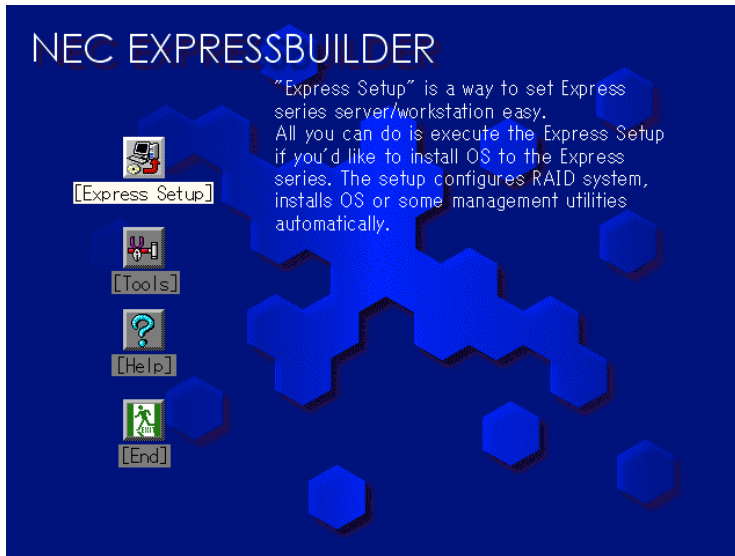 NEC EXPRESSBUILDER
"Express Setup" is a way to set Express
series server/workstation easy.
All you can do is execute the Express Setup
if you'd like to install OS to the Express
series. The setup configures RAID system,
installs OS or some management utilities
automatically.
[Express Setup]
[Tools]
[Help]
EXIT
[End]